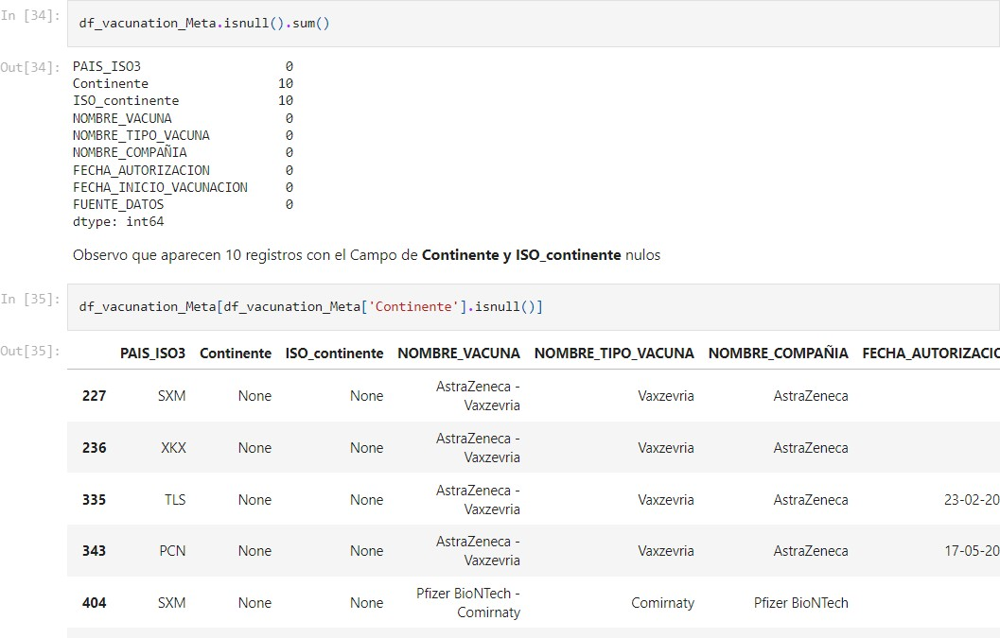 In [34]:
df_vacunation_Meta.isnull().sum()
Out[34]:
PAIS_ISO3 0
Continente 10
ISO_continente 10
NOMBRE_VACUNA 0
NOMBRE_TIPO_VACUNA 0
NOMBRE_COMPAÑIA 0
FECHA_AUTORIZACION 0
FECHA_INICIO_VACUNACION 0
FUENTE_DATOS 0
dtype: int64
Observo que aparecen 10 registros con el Campo de Continente y ISO_continente nulos
In [35]:
df_vacunation_Meta[df_vacunation_Meta['Continente'].isnull()]
Out[35]:
PAIS_ISO3 Continente ISO_continente NOMBRE_VACUNA NOMBRE_TIPO_VACUNA NOMBRE_COMPAÑIA FECHA_AUTORIZACIO
227 SXM None None AstraZeneca - Vaxzevria Vaxzevria AstraZeneca
236 XKX None None AstraZeneca - Vaxzevria Vaxzevria AstraZeneca
335 TLS None None AstraZeneca - Vaxzevria Vaxzevria AstraZeneca 23-02-20
343 PCN None None AstraZeneca - Vaxzevria Vaxzevria AstraZeneca 17-05-20
404 SXM None None Pfizer BioNTech - Comirnaty Comirnaty Pfizer BioNTech